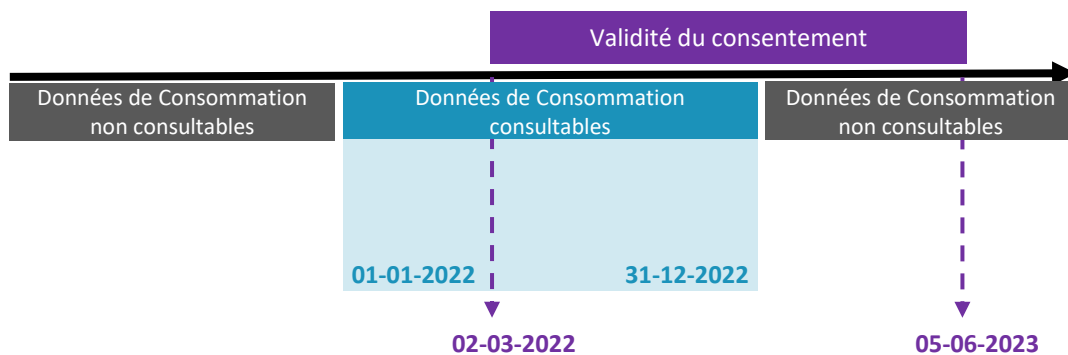 Validité du consentement
Données de Consommation
non consultables
Données de Consommation
consultables
Données de Consommation
non consultables
01-01-2022
31-12-2022
02-03-2022
05-06-2023